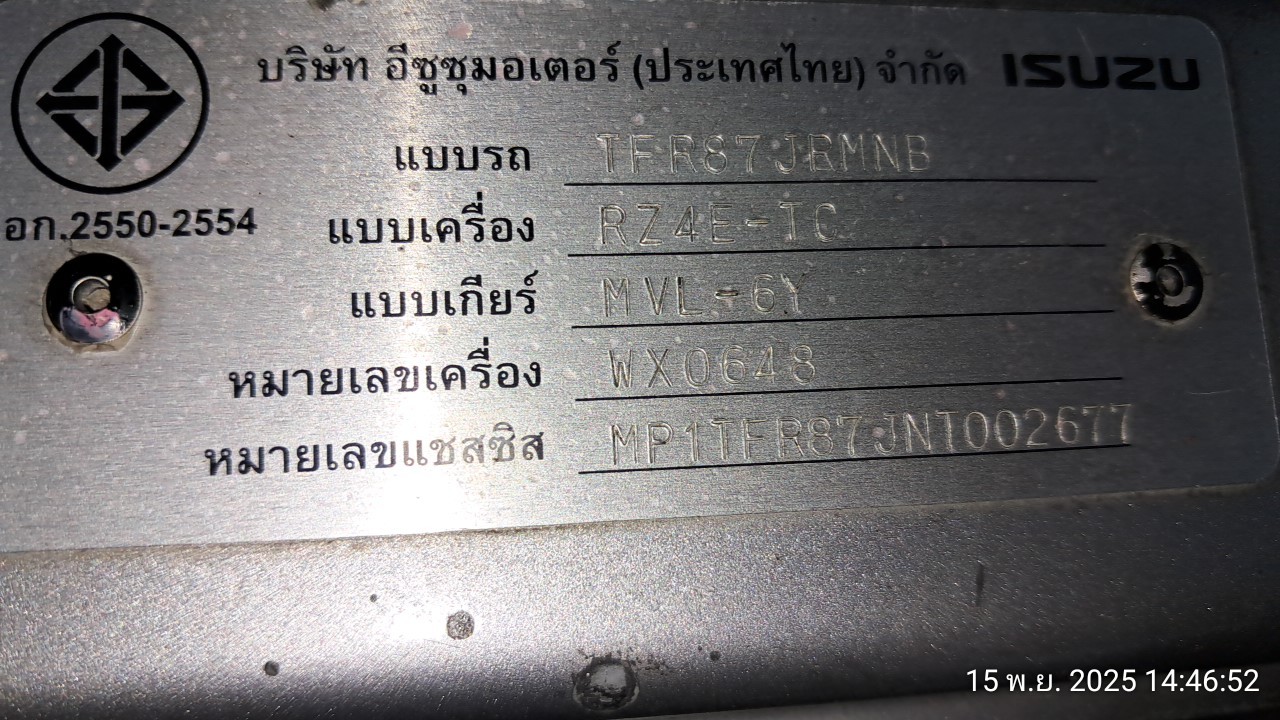 บริษัท อีซูซุมอเตอร์ (ประเทศไทย) จำกัด ISUZU
แบบรถ TFR87JRMNB
มอก.2550-2554
แบบเครื่อง RZ4E-TC
แบบเกียร์ MVL-6Y
หมายเลขเครื่อง WX0648
หมายเลขแชสซิส MP1TFR87JNT002677
15 พ.ย. 2025 14:46:52